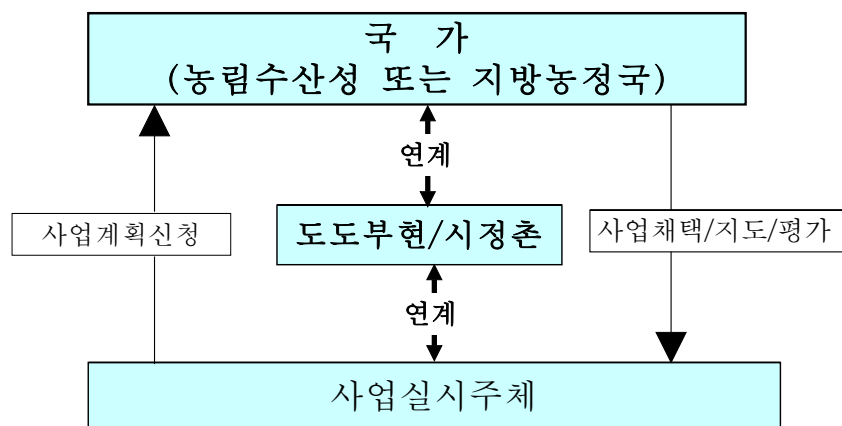 국 가
(농림수산성 또는 지방농정국)
연계
사업계획신청
도도부현/시정촌
사업채택/지도/평가
연계
사업실시주체